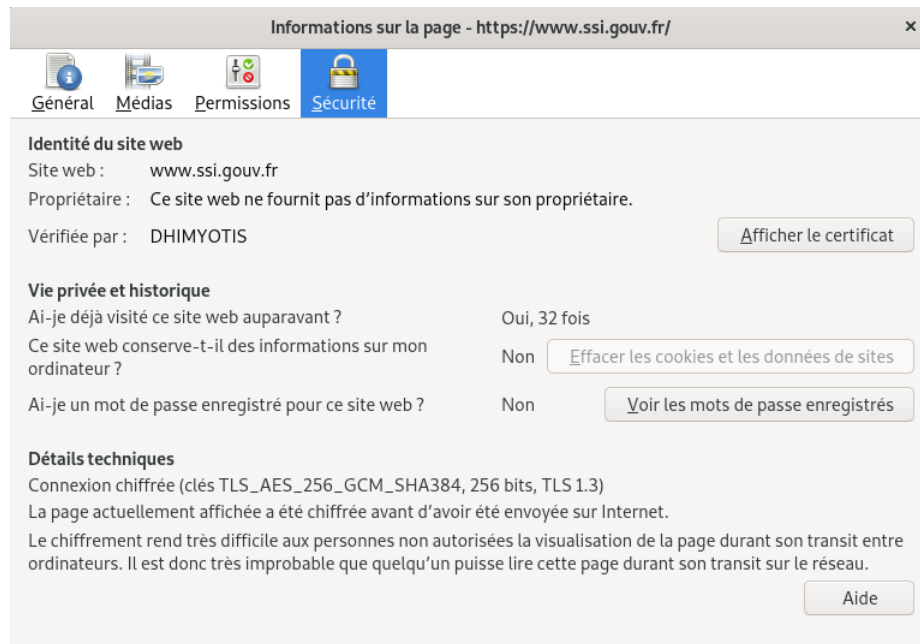 Informations sur la page - https://www.ssi.gouv.fr/
Général Médias Permissions Sécurité
Identité du site web
Site web : www.ssi.gouv.fr
Propriétaire : Ce site web ne fournit pas d'informations sur son propriétaire.
Vérifiée par : DHIMYOTIS Afficher le certificat
Vie privée et historique
Ai-je déjà visité ce site web auparavant ? Oui, 32 fois
Ce site web conserve-t-il des informations sur mon
ordinateur ? Non Effacer les cookies et les données de sites
Ai-je un mot de passe enregistré pour ce site web ? Non Voir les mots de passe enregistrés
Détails techniques
Connexion chiffrée (clés TLS_AES_256_GCM_SHA384, 256 bits, TLS 1.3)
La page actuellement affichée a été chiffrée avant d'avoir été envoyée sur Internet.
Le chiffrement rend très difficile aux personnes non autorisées la visualisation de la page durant son transit entre
ordinateurs. Il est donc très improbable que quelqu'un puisse lire cette page durant son transit sur le réseau.
Aide